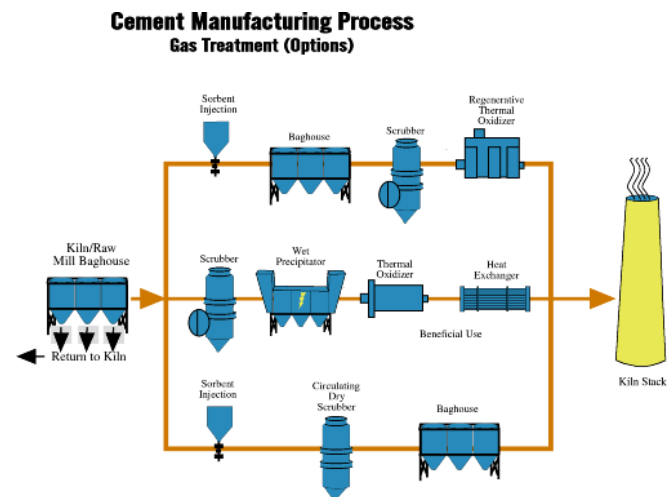 Cement Manufacturing Process
Gas Treatment (Options)
Sorbent
Injection
Baghouse
Scrubber
Regenerative
Thermal
Oxidizer
Kiln/Raw
Mill Baghouse
Return to Kiln
Scrubber
Wet
Precipitator
Thermal
Oxidizer
Heat
Exchanger
Beneficial Use
Kiln Stack
Sorbent
Injection
Circulating
Dry
Scrubber
Baghouse